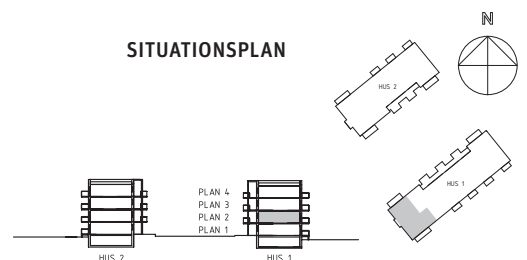 SITUATIONSPLAN
N
HUS 2
HUS 1
PLAN 4
PLAN 3
PLAN 2
PLAN 1
HUS 2
HUS 1